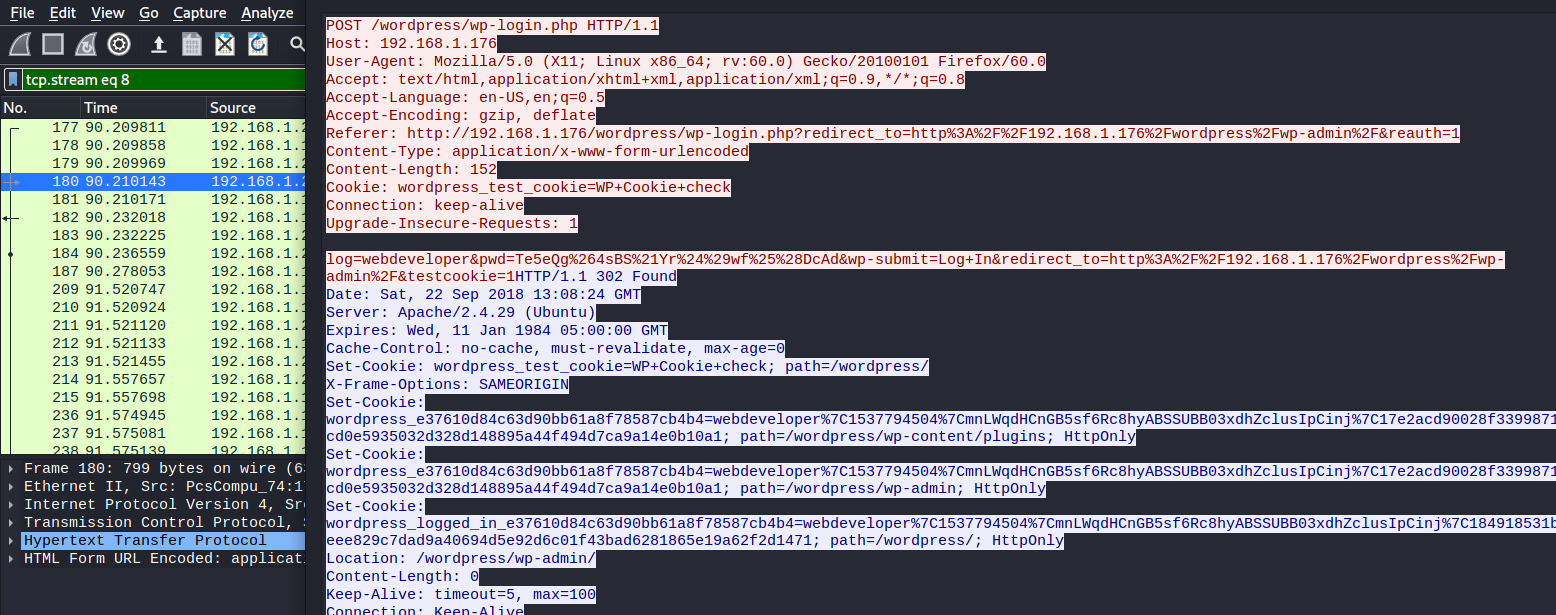 File Edit View Go Capture Analyze
tcp.stream eq 8
No. Time Source
177 90.209811 192.168.1.2
178 90.209858 192.168.1.1
179 90.209969 192.168.1.2
180 90.210143 192.168.1.2
181 90.210171 192.168.1.1
182 90.232018 192.168.1.1
183 90.232225 192.168.1.2
184 90.236559 192.168.1.2
187 90.278053 192.168.1.1
209 91.520747 192.168.1.1
210 91.520924 192.168.1.1
211 91.521120 192.168.1.2
212 91.521133 192.168.1.1
213 91.521455 192.168.1.2
214 91.557657 192.168.1.2
215 91.557698 192.168.1.1
236 91.574945 192.168.1.1
237 91.575081 192.168.1.1
238 91.575139 192.168.1.1
Frame 180: 799 bytes on wire (6
Ethernet II, Src: PcsCompu_74:1
Internet Protocol Version 4, Sr
Transmission Control Protocol,
Hypertext Transfer Protocol
HTML Form URL Encoded: applicat
POST /wordpress/wp-login.php HTTP/1.1
Host: 192.168.1.176
User-Agent: Mozilla/5.0 (X11; Linux x86_64; rv:60.0) Gecko/20100101 Firefox/60.0
Accept: text/html,application/xhtml+xml,application/xml;q=0.9,*/*;q=0.8
Accept-Language: en-US,en;q=0.5
Accept-Encoding: gzip, deflate
Referer: http://192.168.1.176/wordpress/wp-login.php?redirect_to=http%3A%2F%2F192.168.1.176%2Fwordpress%2Fwp-admin%2F&reauth=1
Content-Type: application/x-www-form-urlencoded
Content-Length: 152
Cookie: wordpress_test_cookie=WP+Cookie+check
Connection: keep-alive
Upgrade-Insecure-Requests: 1
log=webdeveloper&pwd=Te5eQg%264sBS%21Yr%24%29wf%25%28DcAd&wp-submit=Log+In&redirect_to=http%3A%2F%2F192.168.1.176%2Fwordpress%2Fwp-
admin%2F&testcookie=1HTTP/1.1 302 Found
Date: Sat, 22 Sep 2018 13:08:24 GMT
Server: Apache/2.4.29 (Ubuntu)
Expires: Wed, 11 Jan 1984 05:00:00 GMT
Cache-Control: no-cache, must-revalidate, max-age=0
Set-Cookie: wordpress_test_cookie=WP+Cookie+check; path=/wordpress/
X-Frame-Options: SAMEORIGIN
Set-Cookie:
wordpress_e37610d84c63d90bb61a8f78587cb4b4=webdeveloper%7C1537794504%7CmnLWqdHCnGB5sf6Rc8hyABSSUBB03xdhZclusIpCinj%7C17e2acd90028f3399871
cd0e5935032d328d148895a44f494d7ca9a14e0b10a1; path=/wordpress/wp-content/plugins; HttpOnly
Set-Cookie:
wordpress_e37610d84c63d90bb61a8f78587cb4b4=webdeveloper%7C1537794504%7CmnLWqdHCnGB5sf6Rc8hyABSSUBB03xdhZclusIpCinj%7C17e2acd90028f3399871
cd0e5935032d328d148895a44f494d7ca9a14e0b10a1; path=/wordpress/wp-admin; HttpOnly
Set-Cookie:
wordpress_logged_in_e37610d84c63d90bb61a8f78587cb4b4=webdeveloper%7C1537794504%7CmnLWqdHCnGB5sf6Rc8hyABSSUBB03xdhZclusIpCinj%7C184918531b
eee829c7dad9a40694d5e92d6c01f43bad6281865e19a62f2d1471; path=/wordpress/; HttpOnly
Location: /wordpress/wp-admin/
Content-Length: 0
Keep-Alive: timeout=5, max=100
Connection: Keep-Alive